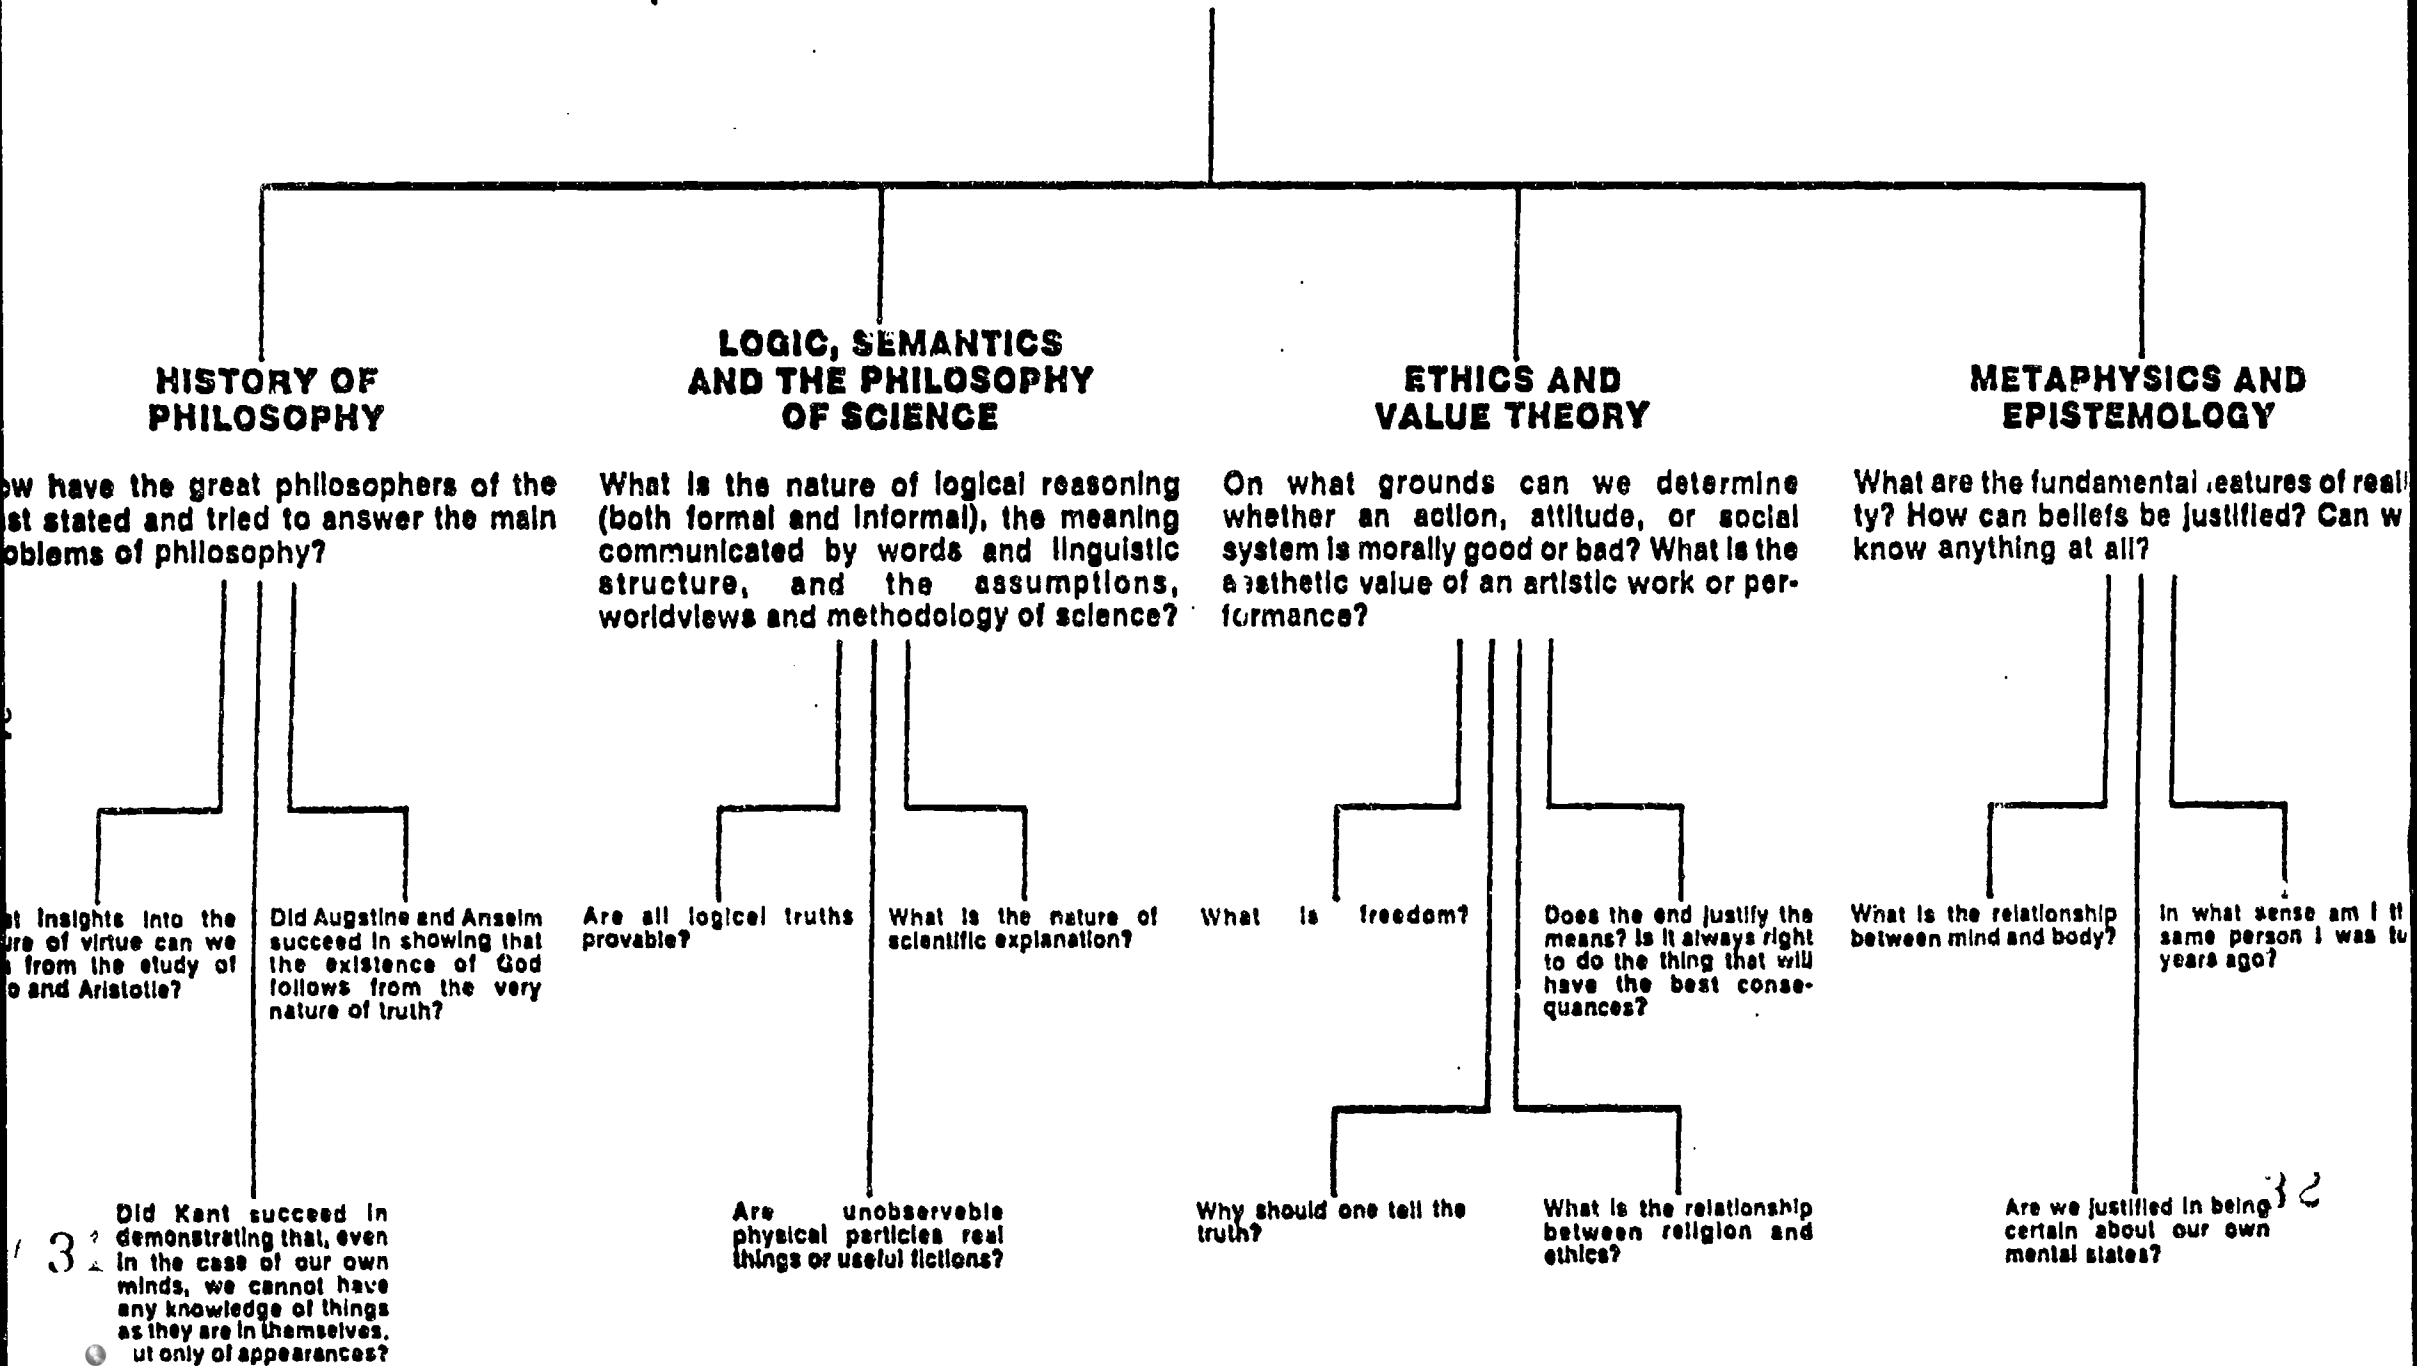 HISTORY OF
PHILOSOPHY
ow have the great philosophers of the
st stated and tried to answer the main
oblems of philosophy?
LOGIC, SEMANTICS
AND THE PHILOSOPHY
OF SCIENCE
What is the nature of logical reasoning
(both formal and informal), the meaning
communicated by words and linguistic
structure, and the assumptions,
worldviews and methodology of science?
ETHICS AND
VALUE THEORY
On what grounds can we determine
whether an action, attitude, or social
system is morally good or bad? What is the
aesthetic value of an artistic work or per-
formance?
METAPHYSICS AND
EPISTEMOLOGY
What are the fundamental features of reali
ty? How can beliefs be justified? Can w
know anything at all?
insights into the
ure of virtue can we
from the study of
o and Aristotle?
Did Augstine and Anselm
succeed in showing that
the existence of God
follows from the very
nature of truth?
Are all logical truths
provable?
What is the nature of
scientific explanation?
What is freedom?
Does the end justify the
means? Is it always right
to do the thing that will
have the best conse-
quances?
What is the relationship
between mind and body?
In what sense am I th
same person I was
years ago?
Did Kant succeed in
demonstrating that, even
in the case of our own
minds, we cannot have
any knowledge of things
as they are in themselves,
ut only of appearances?
Are unobservable
physical particles real
things or useful fictions?
Why should one tell the
truth?
What is the relationship
between religion and
ethics?
Are we justified in being
certain about our own
mental states?